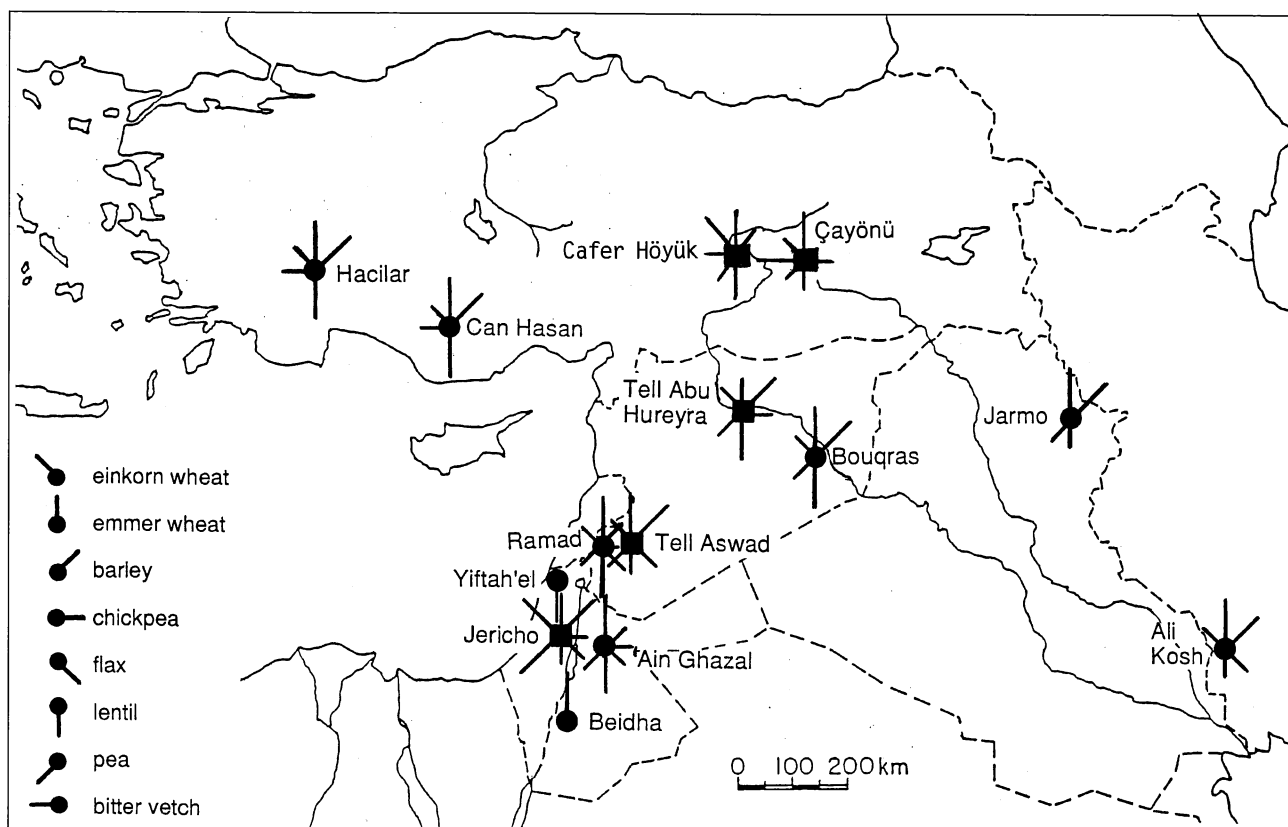 Hacilar
Can Hasan
Cafer Höyük
Çayönü
Tell Abu
Hureyra
Bouqras
Jarmo
Ramad
Tell Aswad
Yiftah'el
Jericho
Ain Ghazal
Beidha
Ali
Kosh
einkorn wheat
emmer wheat
barley
chickpea
flax
lentil
pea
bitter vetch
0 100 200 km